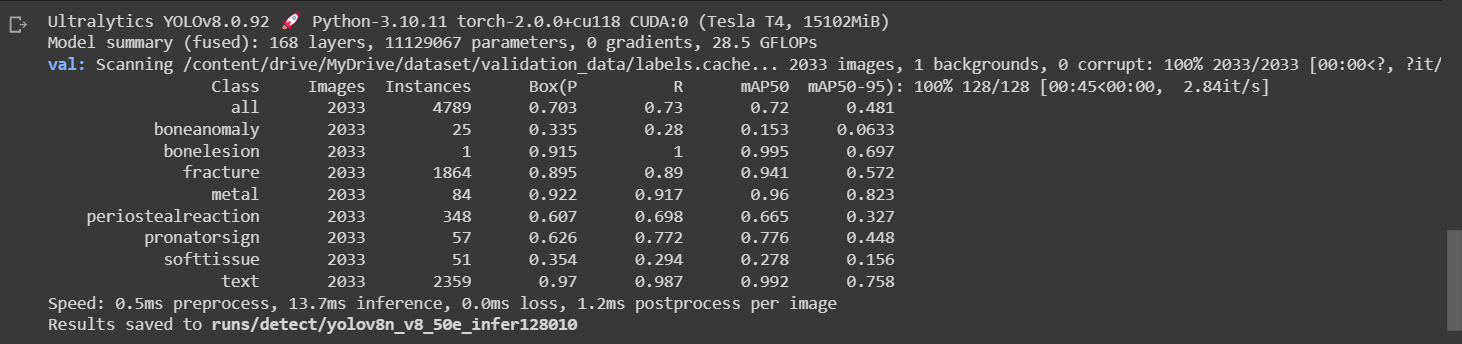 Ultralytics YOLOv8.0.92 🚀 Python-3.10.11 torch-2.0.0+cu118 CUDA:0 (Tesla T4, 15102MiB)
Model summary (fused): 168 layers, 11129067 parameters, 0 gradients, 28.5 GFLOPs
val: Scanning /content/drive/MyDrive/dataset/validation_data/labels.cache... 2033 images, 1 backgrounds, 0 corrupt: 100% 2033/2033 [00:00<?, ?it/
Class Images Instances Box(P R mAP50 mAP50-95): 100% 128/128 [00:45<00:00, 2.84it/s]
all 2033 4789 0.703 0.73 0.72 0.481
boneanomaly 2033 25 0.335 0.28 0.153 0.0633
bonelesion 2033 1 0.915 1 0.995 0.697
fracture 2033 1864 0.895 0.89 0.941 0.572
metal 2033 84 0.922 0.917 0.96 0.823
periostealreaction 2033 348 0.607 0.698 0.665 0.327
pronatorsign 2033 57 0.626 0.772 0.776 0.448
softtissue 2033 51 0.354 0.294 0.278 0.156
text 2033 2359 0.97 0.987 0.992 0.758
Speed: 0.5ms preprocess, 13.7ms inference, 0.0ms loss, 1.2ms postprocess per image
Results saved to runs/detect/yolov8n_v8_50e_infer128010